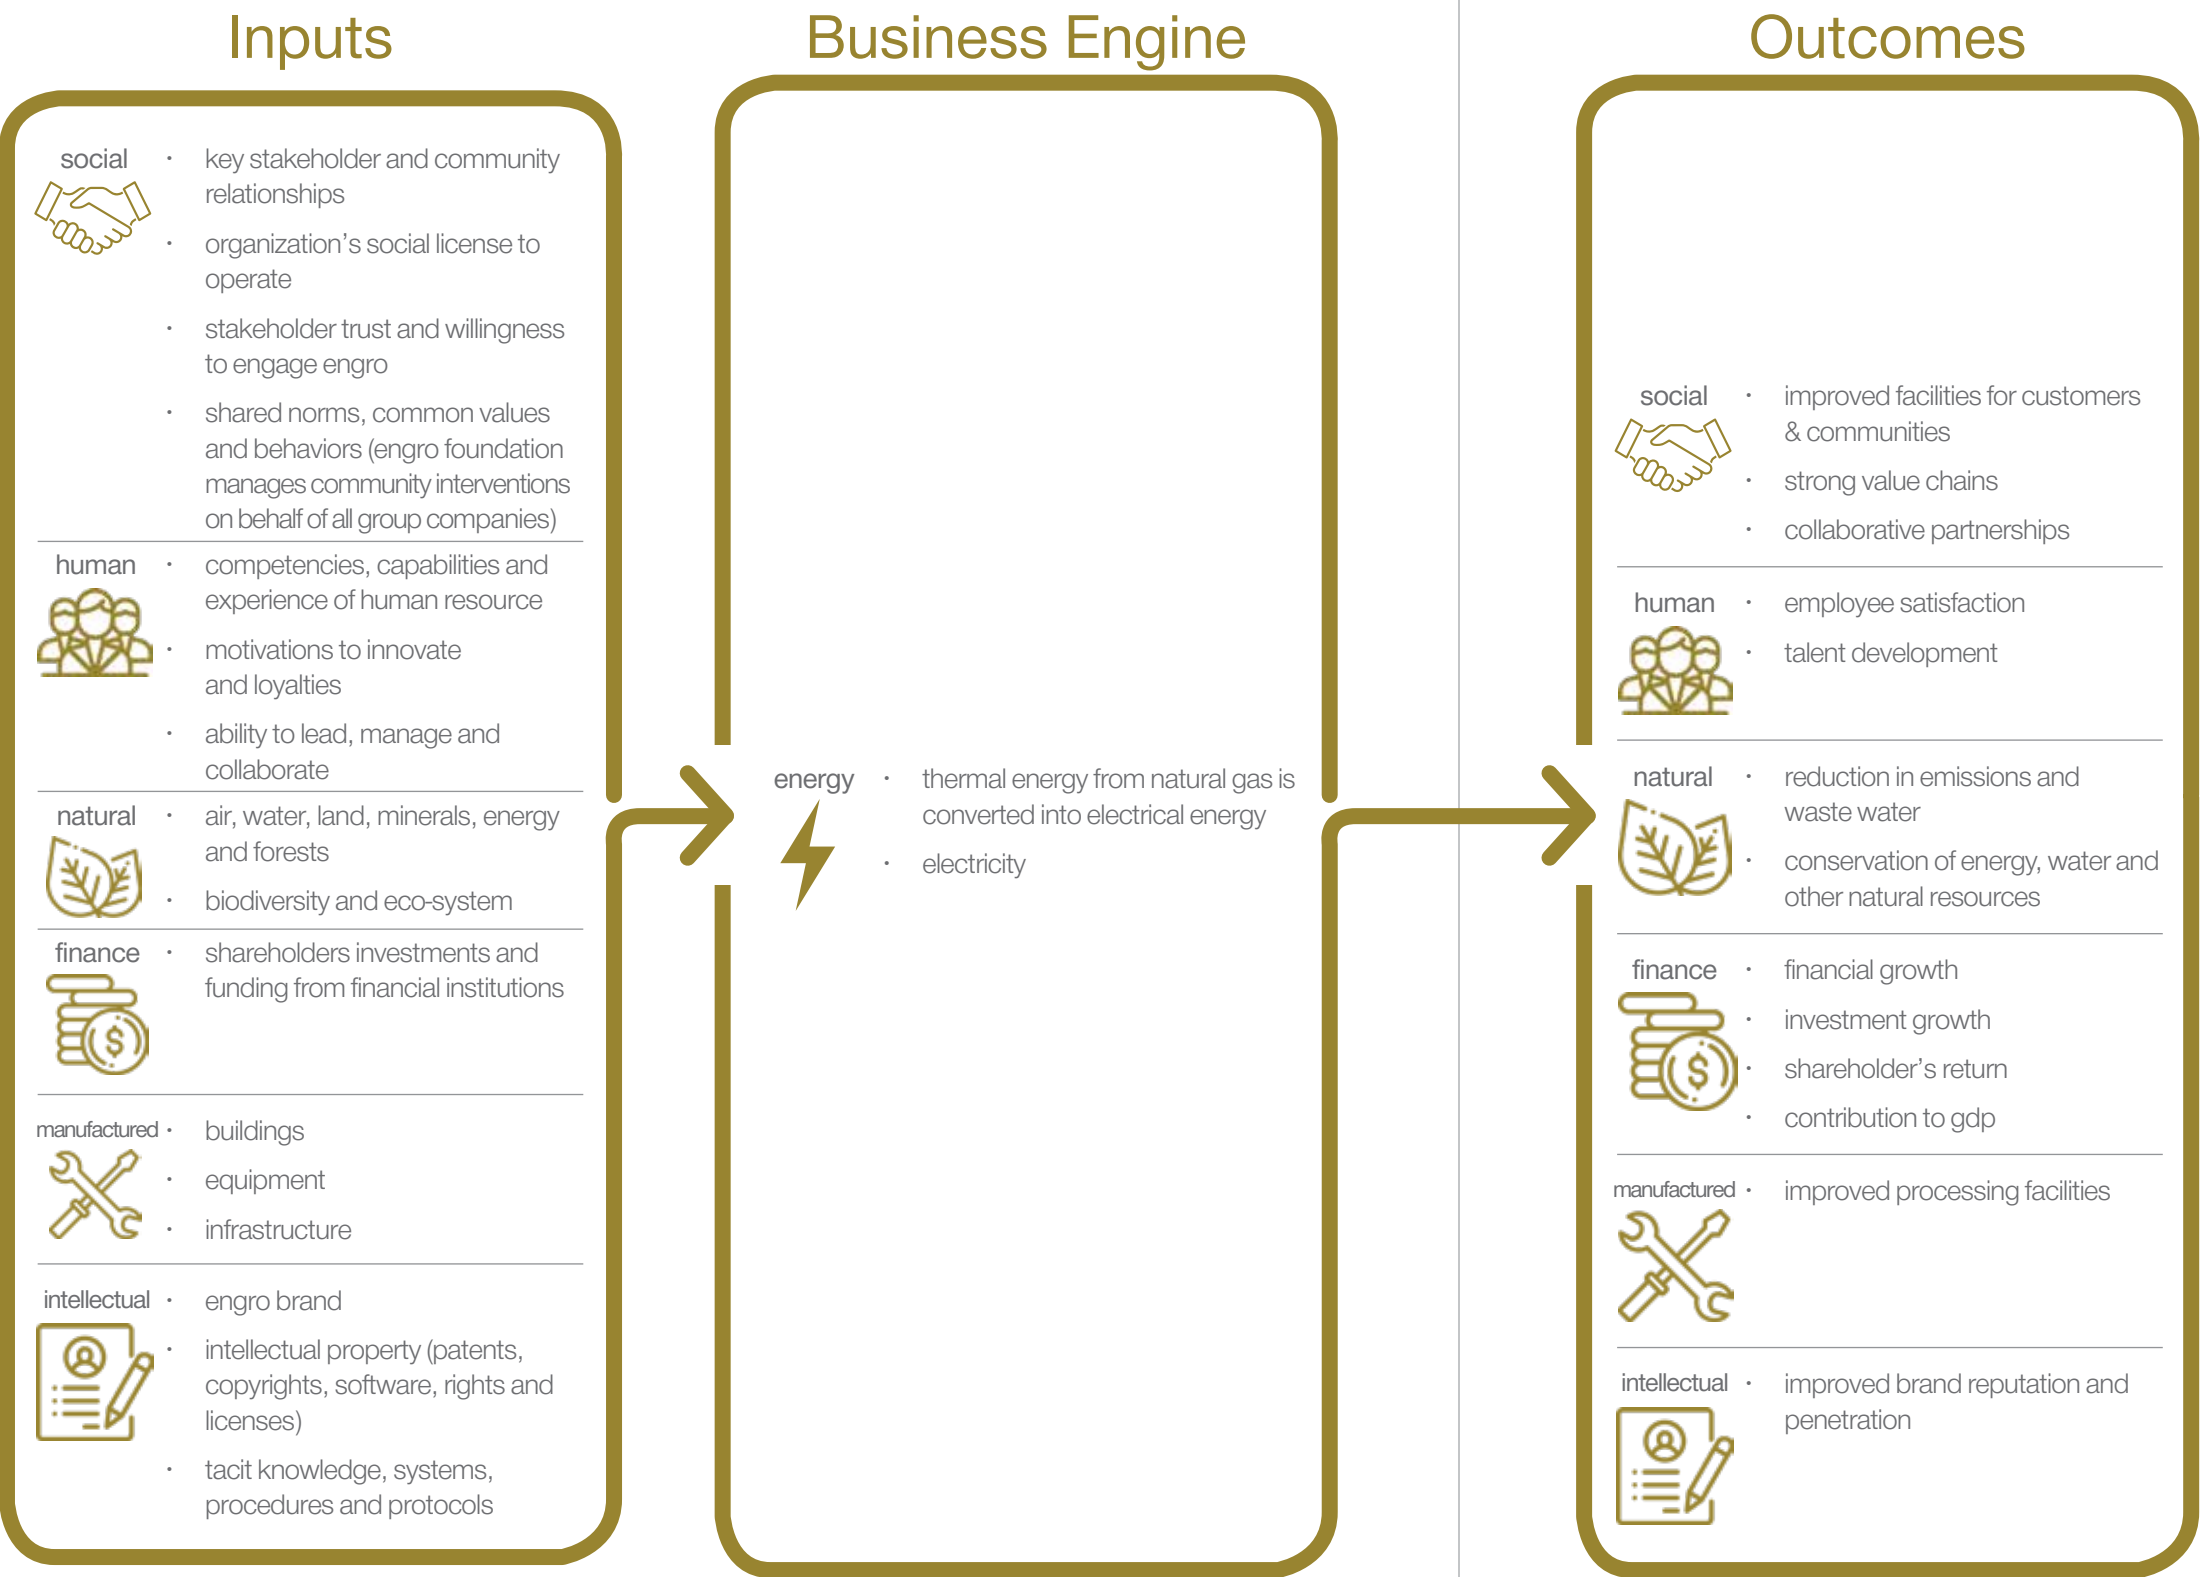 Inputs
social
• key stakeholder and community
relationships
• organization's social license to
operate
• stakeholder trust and willingness
to engage engro
• shared norms, common values
and behaviors (engro foundation
manages community interventions
on behalf of all group companies)
human
• competencies, capabilities and
experience of human resource
• motivations to innovate
and loyalties
• ability to lead, manage and
collaborate
natural
• air, water, land, minerals, energy
and forests
• biodiversity and eco-system
finance
• shareholders investments and
funding from financial institutions
$
manufactured
• buildings
• equipment
• infrastructure
intellectual
• engro brand
• intellectual property (patents,
copyrights, software, rights and
licenses)
• tacit knowledge, systems,
procedures and protocols
Business Engine
energy
• thermal energy from natural gas is
converted into electrical energy
• electricity
Outcomes
social
• improved facilities for customers
& communities
• strong value chains
• collaborative partnerships
human
• employee satisfaction
• talent development
natural
• reduction in emissions and
waste water
• conservation of energy, water and
other natural resources
finance
• financial growth
• investment growth
• shareholder's return
• contribution to gdp
$
manufactured
• improved processing facilities
intellectual
• improved brand reputation and
penetration